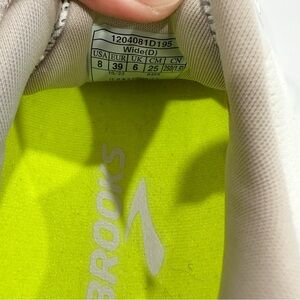 1204081D195
Wide(D)
USA EUR UK CM CN
8 39 6 25
BROOKS